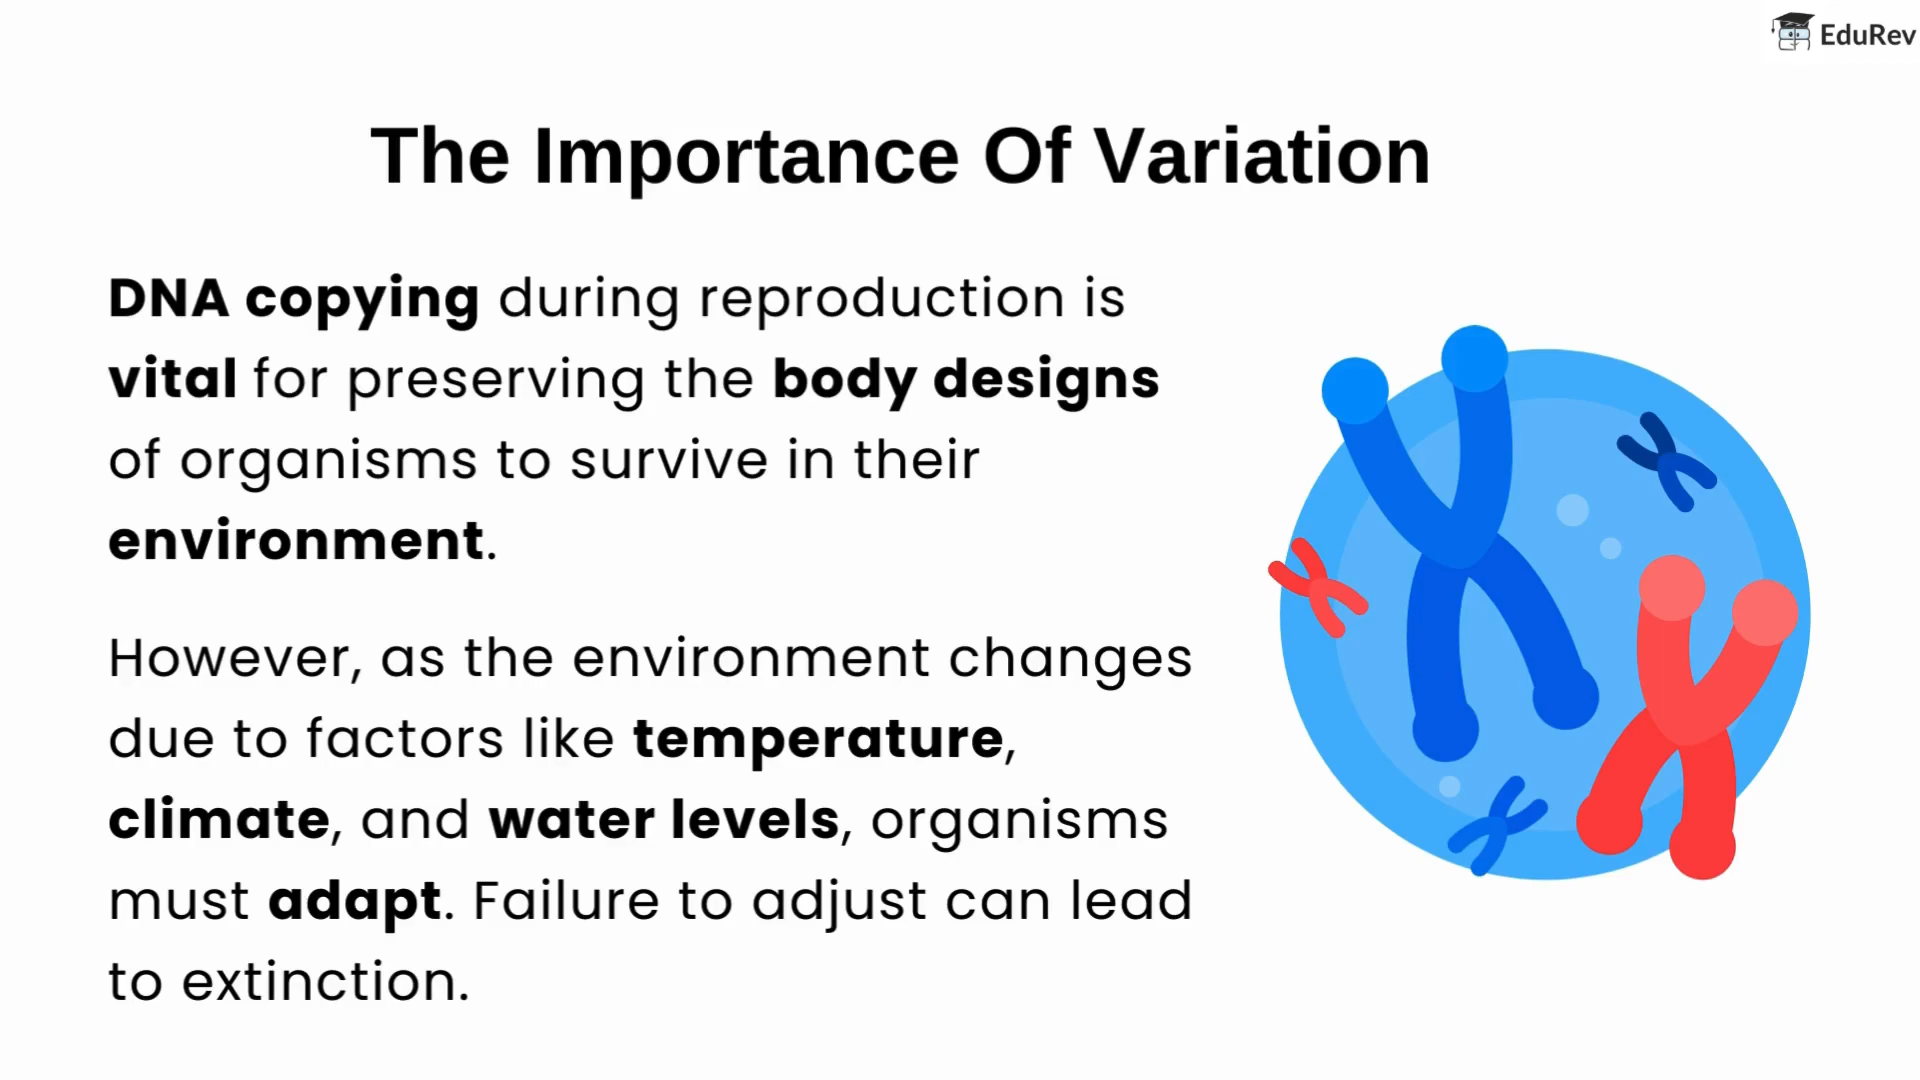 EduRev
The Importance Of Variation
DNA copying during reproduction is
vital for preserving the body designs
of organisms to survive in their
environment.
However, as the environment changes
due to factors like temperature,
climate, and water levels, organisms
must adapt. Failure to adjust can lead
to extinction.